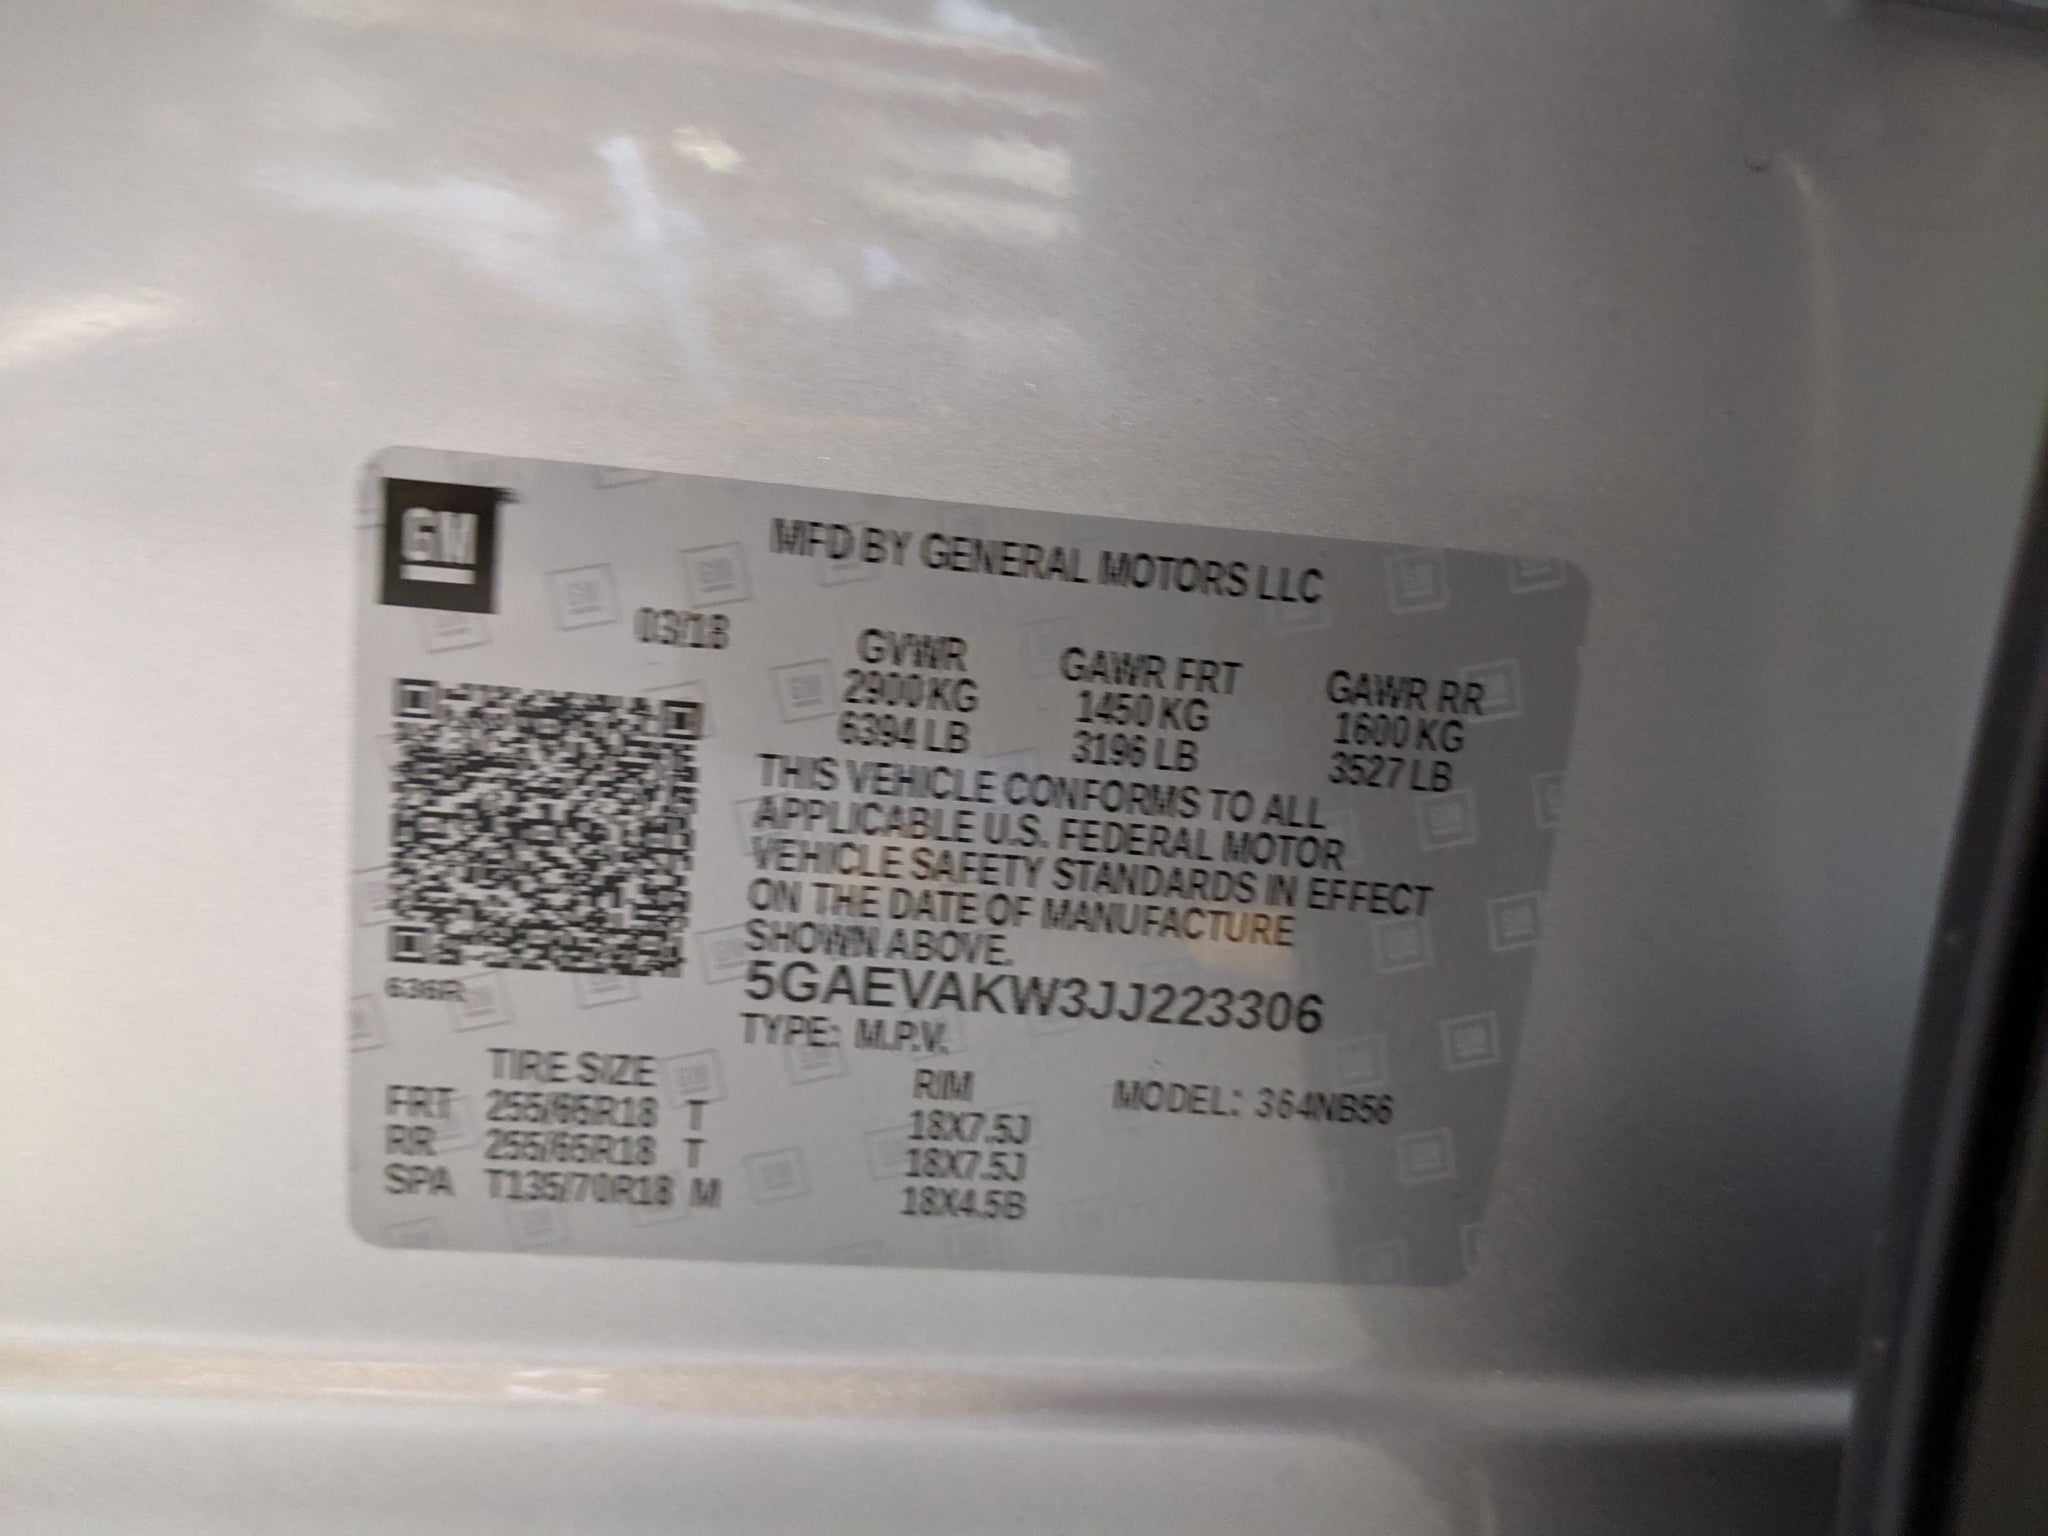 GM
MFD BY GENERAL MOTORS LLC
03/18
GVWR GAWR FRT GAWR RR
2900 KG 1450 KG 1600 KG
6394 LB 3196 LB 3527 LB
THIS VEHICLE CONFORMS TO ALL
APPLICABLE U.S. FEDERAL MOTOR
VEHICLE SAFETY STANDARDS IN EFFECT
ON THE DATE OF MANUFACTURE
SHOWN ABOVE.
636R
5GAEVAKW3JJ223306
TYPE: M.P.V.
TIRE SIZE RIM MODEL: 364NB56
FRT 255/65R18 T 18X7.5J
RR 255/65R18 T 18X7.5J
SPA T135/70R18 M 18X4.5B